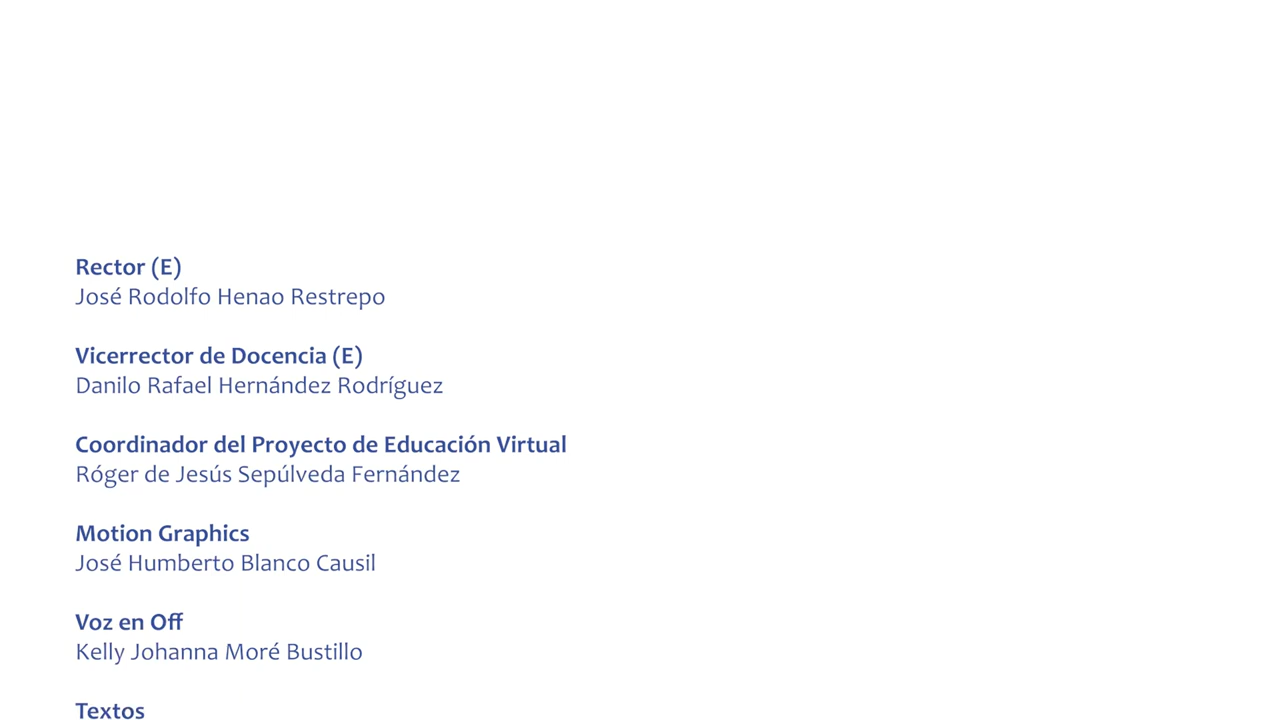 Rector (E)
José Rodolfo Henao Restrepo
Vicerrector de Docencia (E)
Danilo Rafael Hernández Rodríguez
Coordinador del Proyecto de Educación Virtual
Róger de Jesús Sepúlveda Fernández
Motion Graphics
José Humberto Blanco Causil
Voz en Off
Kelly Johanna Moré Bustillo
Textos